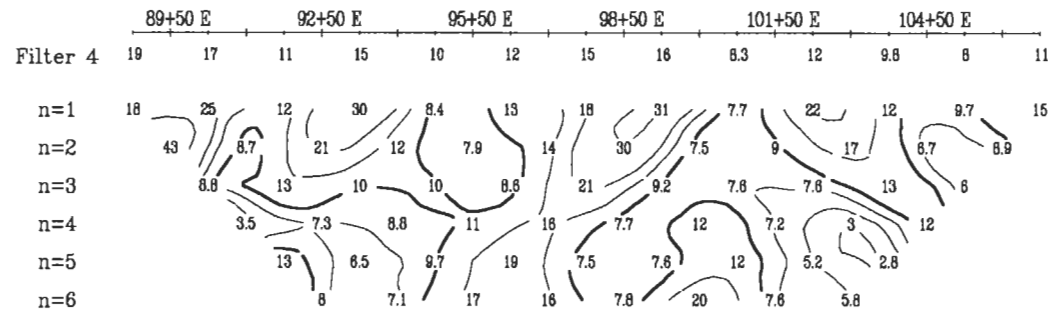 89+50 E 92+50 E 95+50 E 98+50 E 101+50 E 104+50 E
Filter 4 19 17 11 15 10 12 15 16 8.3 12 9.8 8 11
n=1 18 25 12 30 8.4 13 18 31 7.7 22 12 9.7 15
n=2 43 8.7 21 12 7.9 14 30 7.5 9 17 8.7 8.9
n=3 8.8 13 10 10 8.6 21 9.2 7.6 7.6 13 6
n=4 3.5 7.3 8.8 11 16 7.7 12 7.2 3 12
n=5 13 6.5 9.7 19 7.5 7.6 12 5.2 2.8
n=6 8 7.1 17 16 7.8 20 7.6 5.8